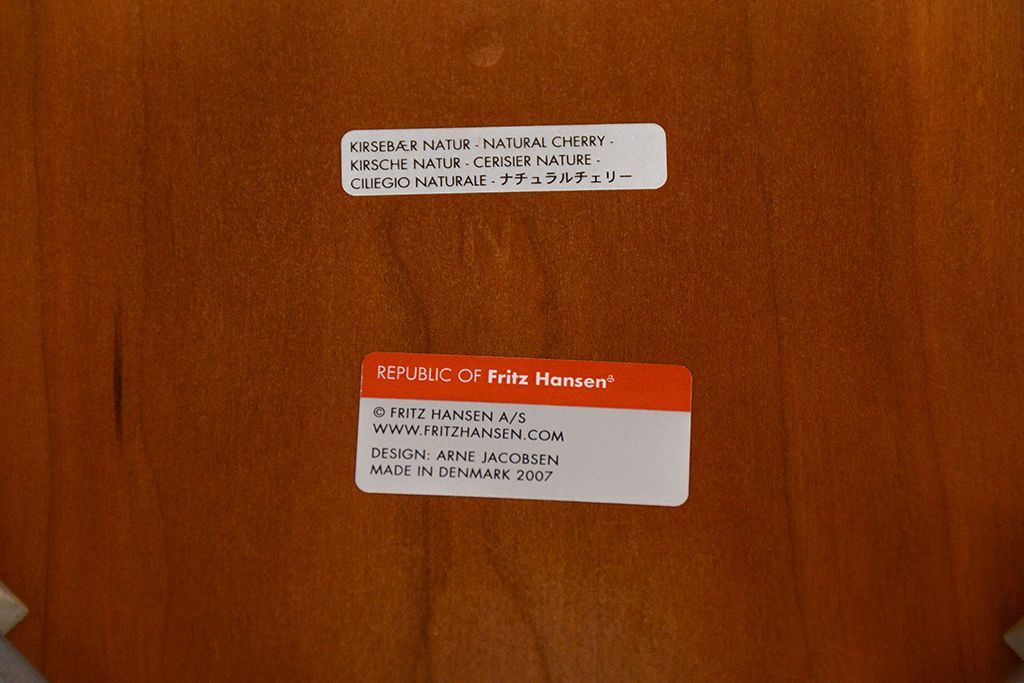 KIRSEBÆR NATUR - NATURAL CHERRY -
KIRSCHE NATUR - CERISIER NATURE -
CILIEGIO NATURALE - ナチュラルチェリー
REPUBLIC OF Fritz Hansen
© FRITZ HANSEN A/S
WWW.FRITZHANSEN.COM
DESIGN: ARNE JACOBSEN
MADE IN DENMARK 2007